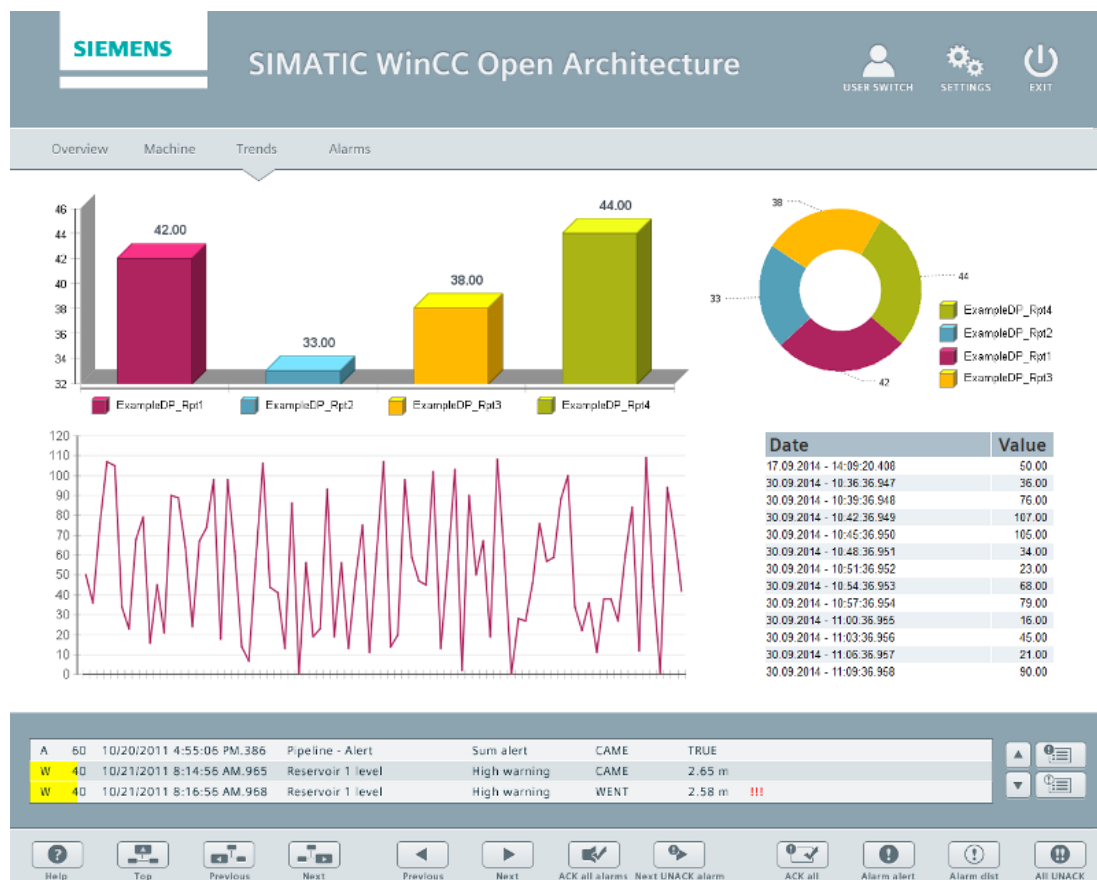 SIEMENS
SIMATIC WinCC Open Architecture
USER SWITCH SETTINGS EXIT
Overview Machine Trends Alarms
46
44
42
40
38
36
34
32
42.00
33.00
38.00
44.00
ExampleDP_Rpt1 ExampleDP_Rpt2 ExampleDP_Rpt3 ExampleDP_Rpt4
38
44
33
42
ExampleDP_Rpt4
ExampleDP_Rpt2
ExampleDP_Rpt1
ExampleDP_Rpt3
120
110
100
90
80
70
60
50
40
30
20
10
0
Date Value
17.09.2014 - 14:09:20.408 50.00
30.09.2014 - 10:36:36.947 36.00
30.09.2014 - 10:39:36.948 76.00
30.09.2014 - 10:42:36.949 107.00
30.09.2014 - 10:45:36.950 105.00
30.09.2014 - 10:48:36.951 34.00
30.09.2014 - 10:51:36.952 23.00
30.09.2014 - 10:54:36.953 68.00
30.09.2014 - 10:57:36.954 79.00
30.09.2014 - 11:00:36.955 16.00
30.09.2014 - 11:03:36.956 45.00
30.09.2014 - 11:06:36.957 21.00
30.09.2014 - 11:09:36.958 90.00
A 60 10/20/2011 4:55:06 PM.386 Pipeline - Alert Sum alert CAME TRUE
W 40 10/21/2011 8:14:56 AM.965 Reservoir 1 level High warning CAME 2.65 m
W 40 10/21/2011 8:16:56 AM.968 Reservoir 1 level High warning WENT 2.58 m !!!
Help Top Previous Next Previous Next ACK all alarms Next UNACK alarm ACK all Alarm alert Alarm dist All UNACK